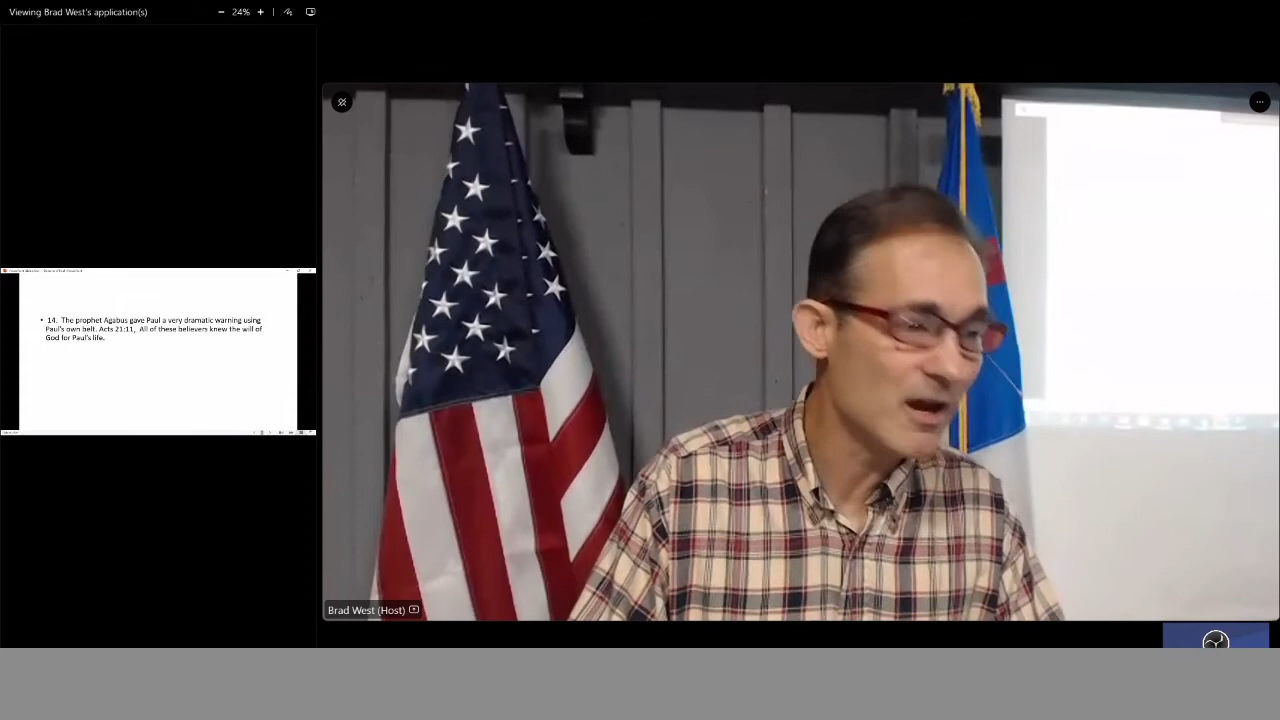 Viewing Brad West's application(s)
24%
• 14. The prophet Agabus gave Paul a very dramatic warning using
Paul's own belt. Acts 21:11, All of these believers knew the will of
God for Paul's life.
Brad West (Host)